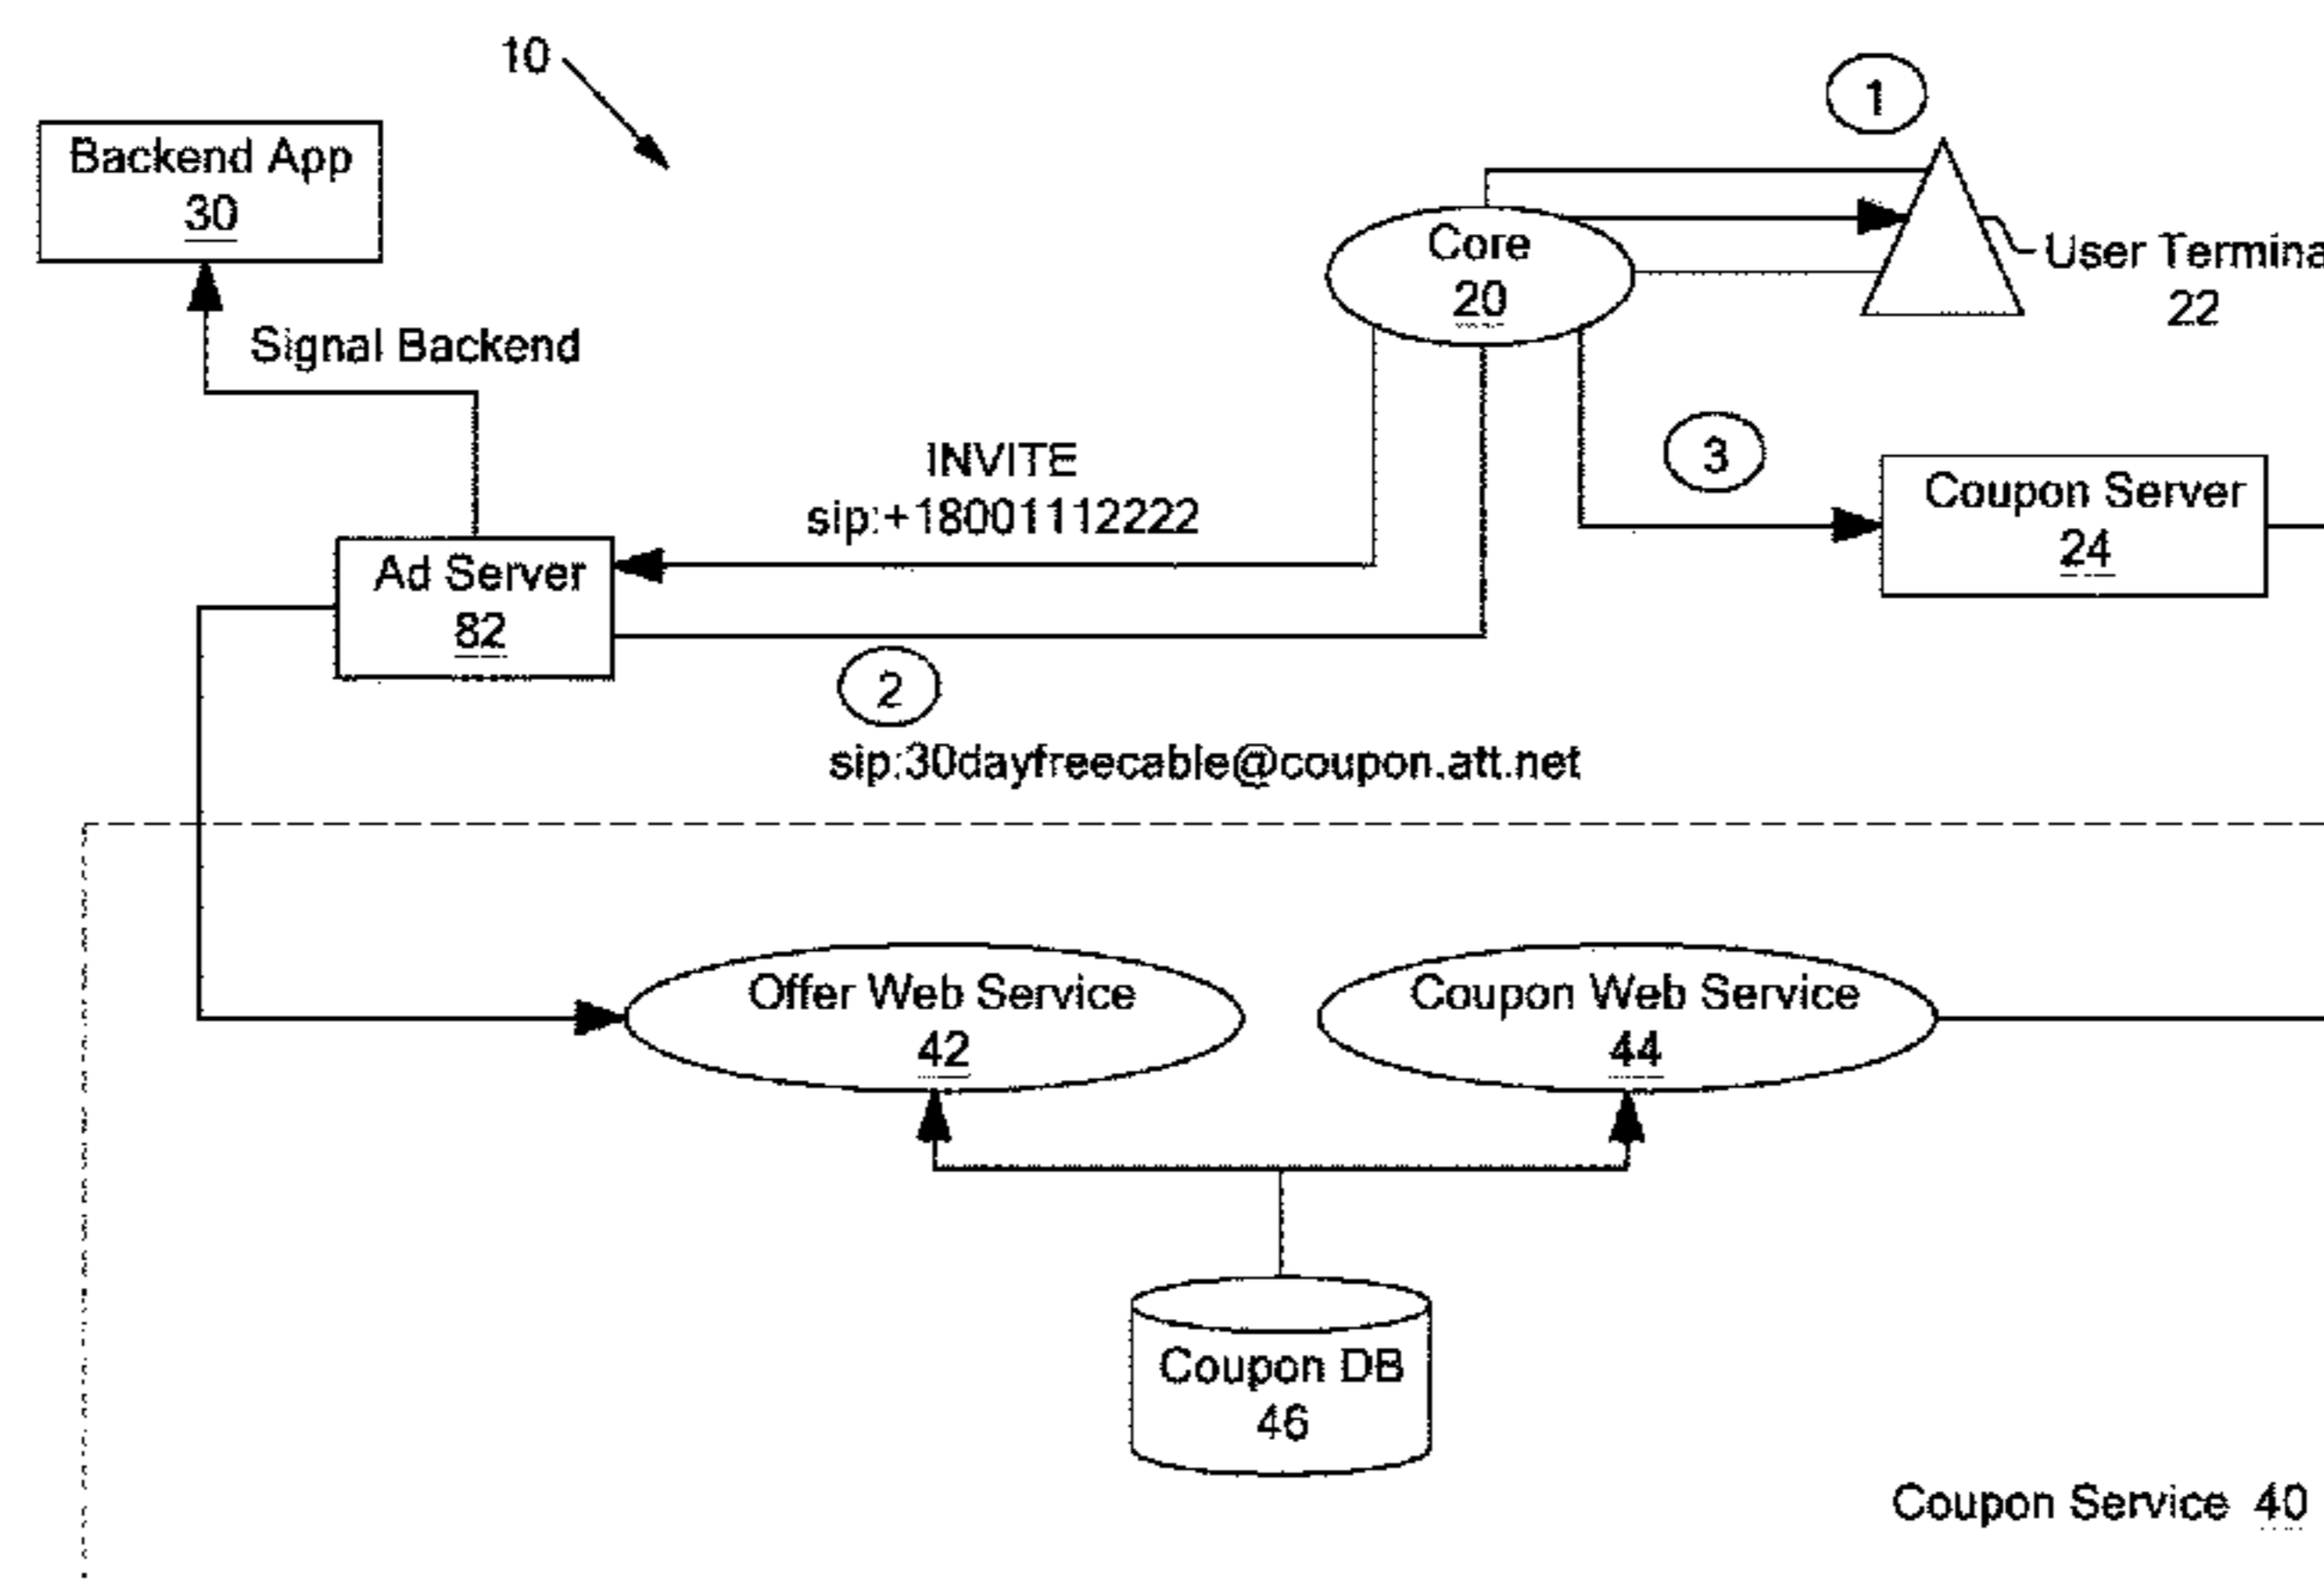 10
1
Backend App
30
Core
20
User Termina
22
Signal Backend
INVITE
sip:+18001112222
3
Coupon Server
24
Ad Server
82
2
sip:30dayfreecable@coupon.att.net
Offer Web Service
42
Coupon Web Service
44
Coupon DB
46
Coupon Service 40